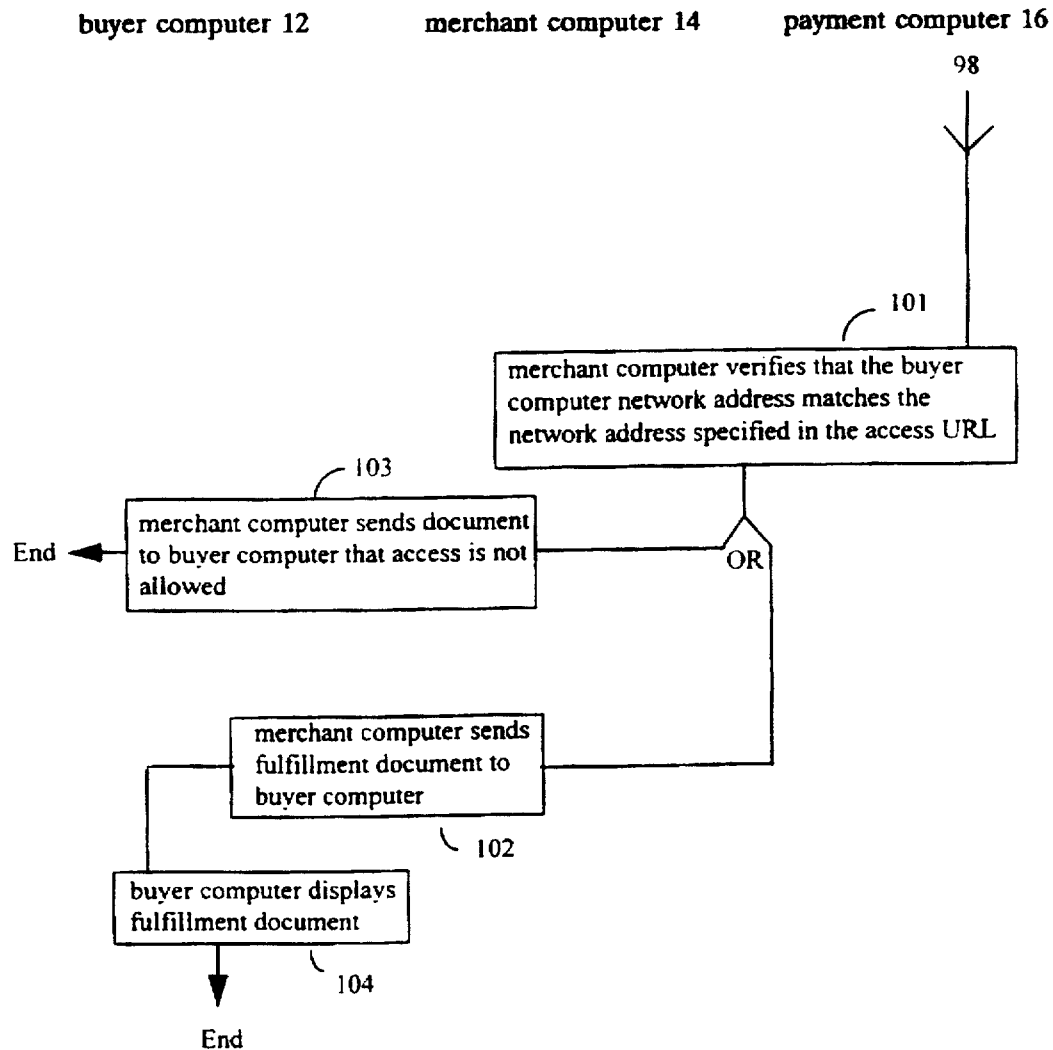 buyer computer 12 merchant computer 14 payment computer 16
98
101
merchant computer verifies that the buyer
computer network address matches the
network address specified in the access URL
103
merchant computer sends document
to buyer computer that access is not
allowed
End
OR
merchant computer sends
fulfillment document to
buyer computer
102
buyer computer displays
fulfillment document
104
End